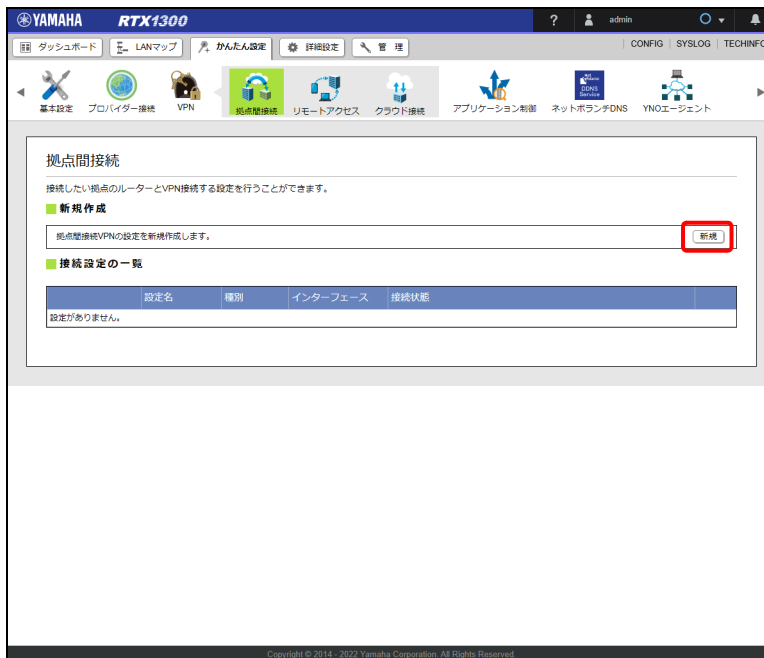 YAMAHA RTX1300 ? admin
ダッシュボード LANマップ かんたん設定 詳細設定 管 理 CONFIG SYSLOG TECHINFO
基本設定 プロバイダー接続 VPN 拠点間接続 リモートアクセス クラウド接続 アプリケーション制御 Net Volante DDNS Service ネットボランチDNS YNOエージェント
拠点間接続
接続したい拠点のルーターとVPN接続する設定を行うことができます。
新規作成
拠点間接続VPNの設定を新規作成します。 新規
接続設定の一覧
設定名 種別 インターフェース 接続状態
設定がありません。
Copyright © 2014 - 2022 Yamaha Corporation. All Rights Reserved.